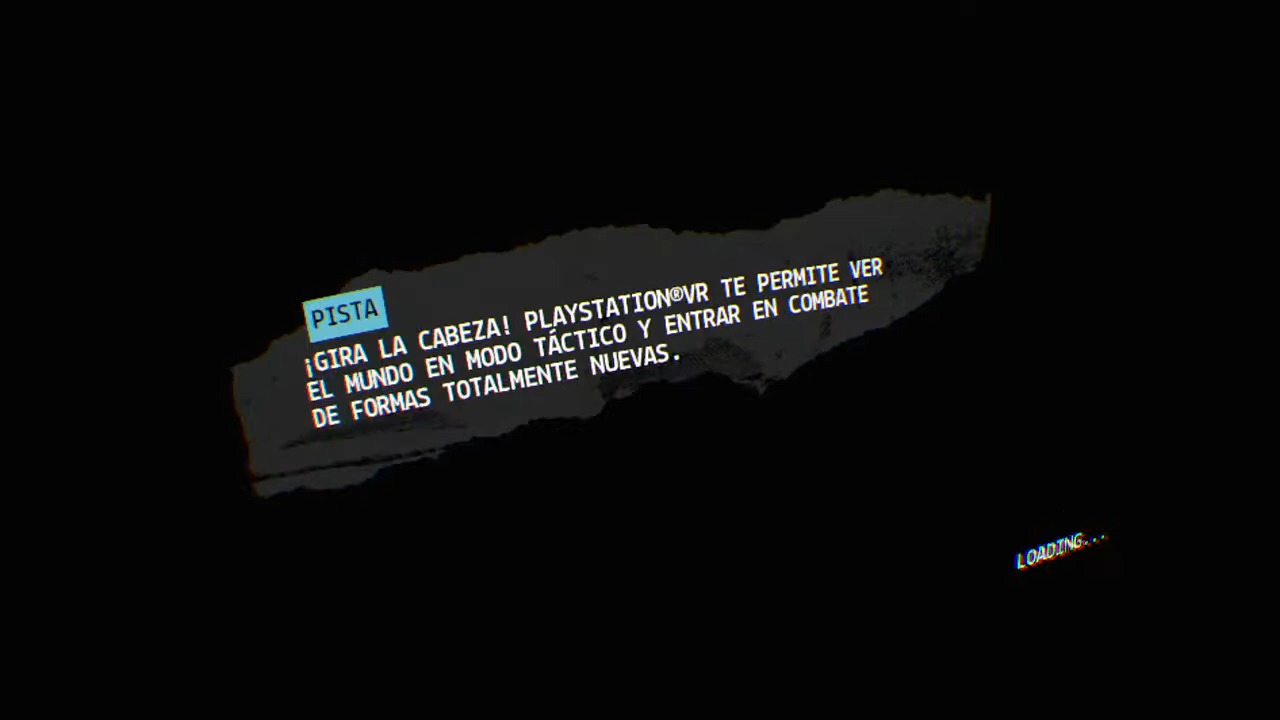 PISTA
¡GIRA LA CABEZA! PLAYSTATION®VR TE PERMITE VER
EL MUNDO EN MODO TÁCTICO Y ENTRAR EN COMBATE
DE FORMAS TOTALMENTE NUEVAS.
LOADING...